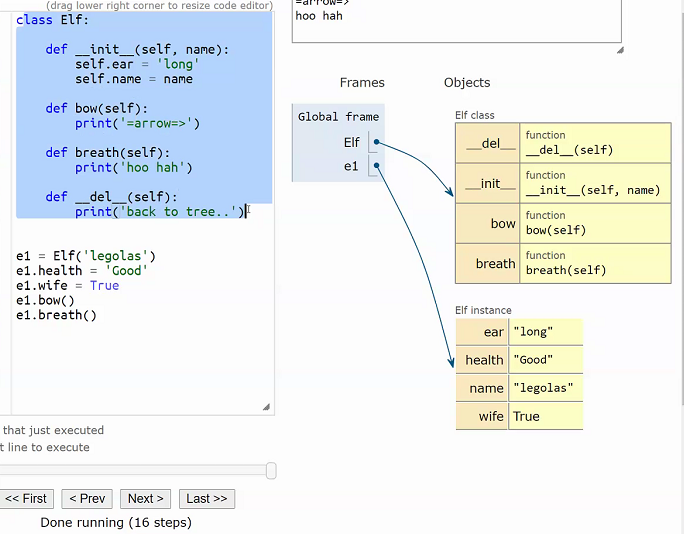 (drag lower right corner to resize code editor)
class Elf:
def __init__(self, name):
self.ear = 'long'
self.name = name
def bow(self):
print('=arrow=>')
def breath(self):
print('hoo hah')
def __del__(self):
print('back to tree..')
e1 = Elf('legolas')
e1.health = 'Good'
e1.wife = True
e1.bow()
e1.breath()
that just executed
t line to execute
<< First
< Prev
Next >
Last >>
Done running (16 steps)
=arrow=>
hoo hah
Frames
Objects
Global frame
Elf
e1
Elf class
__del__
function
__del__(self)
__init__
function
__init__(self, name)
bow
function
bow(self)
breath
function
breath(self)
Elf instance
ear "long"
health "Good"
name "legolas"
wife True